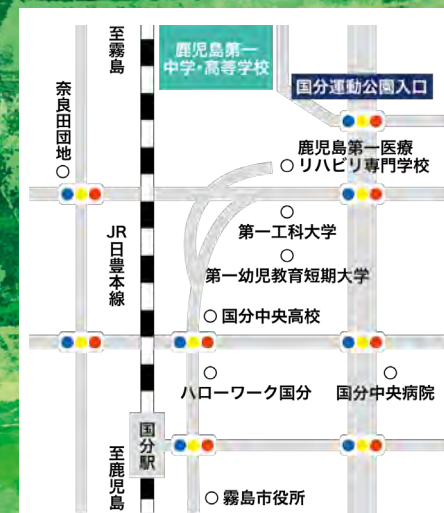 至霧島
鹿児島第一
中学・高等学校
国分運動公園入口
奈良田団地
鹿児島第一医療
リハビリ専門学校
第一工科大学
JR日豊本線
第一幼児教育短期大学
国分中央高校
ハローワーク国分
国分中央病院
国分駅
至鹿児島
霧島市役所